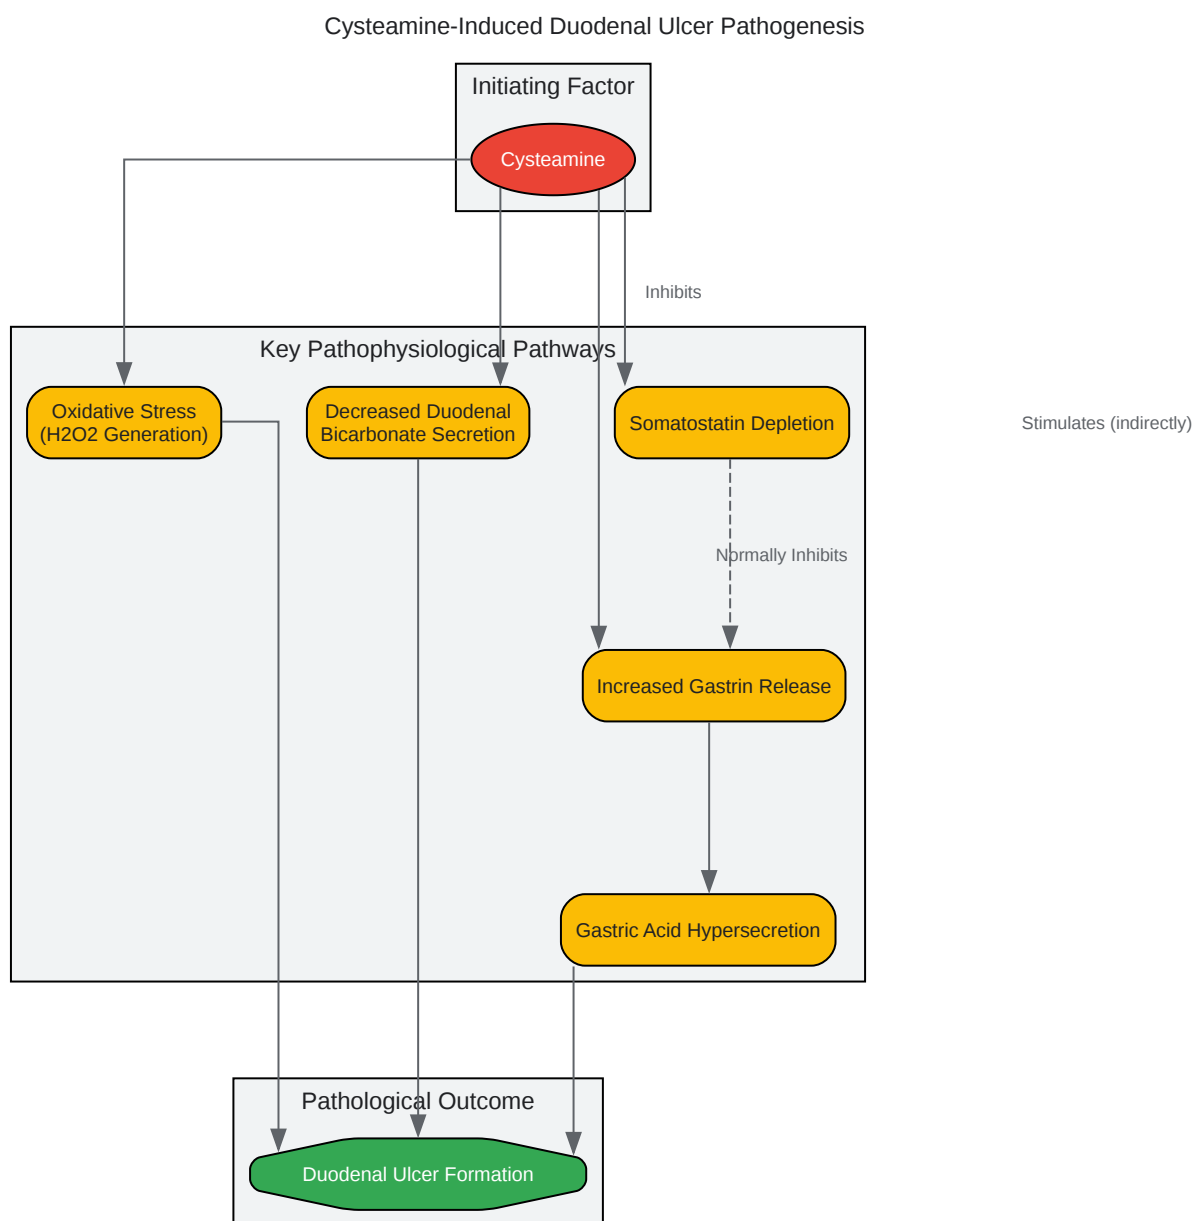 Cysteamine-Induced Duodenal Ulcer Pathogenesis
Initiating Factor
Cysteamine
Inhibits
Key Pathophysiological Pathways
Oxidative Stress
(H2O2 Generation)
Decreased Duodenal
Bicarbonate Secretion
Somatostatin Depletion
Stimulates (indirectly)
Normally Inhibits
Increased Gastrin Release
Gastric Acid Hypersecretion
Pathological Outcome
Duodenal Ulcer Formation